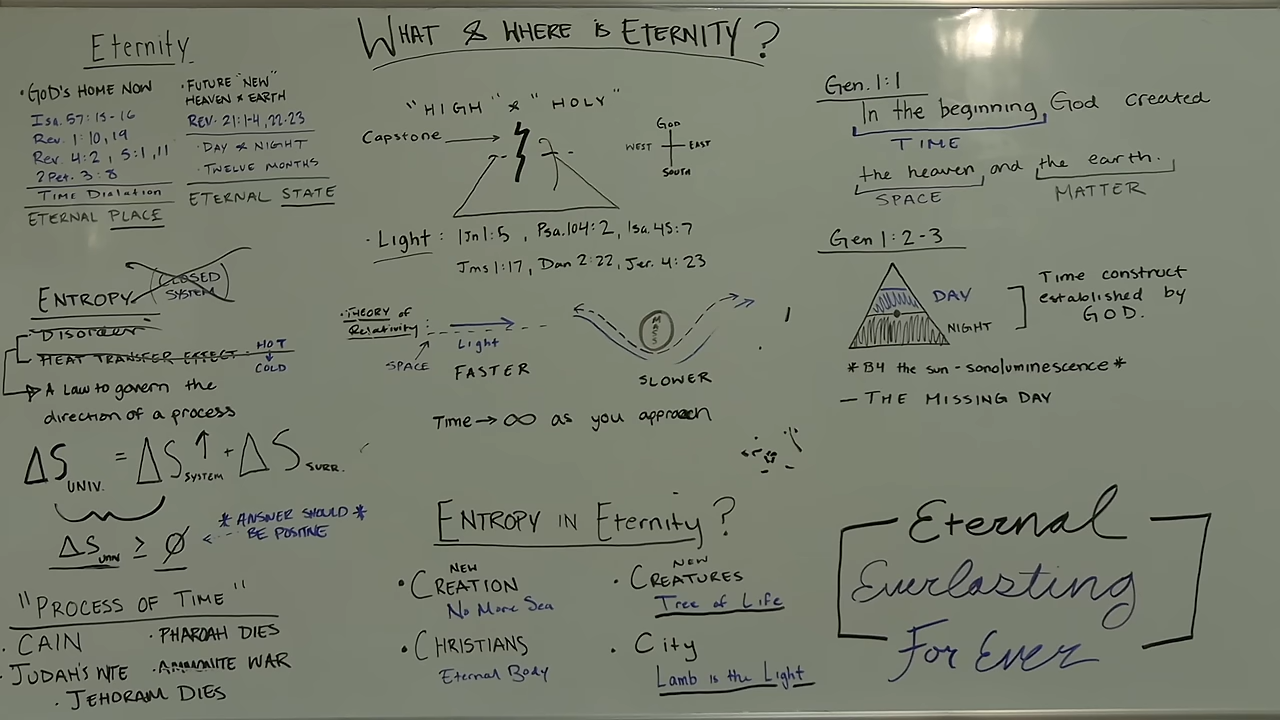 WHAT & WHERE IS ETERNITY?
Eternity
• GOD'S HOME NOW
Isa. 57:15-16
Rev. 1:10, 19
Rev. 4:2, 5:1, 11
2 Pet. 3:8
TIME Dialation
ETERNAL PLACE
• FUTURE "NEW"
HEAVEN & EARTH
REV. 21:1-4, 22-23
• DAY & NIGHT
• TWELVE MONTHS
ETERNAL STATE
ENTROPY
CLOSED
SYSTEM
• DISORDER
HEAT TRANSFER EFFECT
HOT
COLD
A LAW to govern the
direction of a process
ΔS UNIV. = ΔS SYSTEM ↑ + ΔS SURR.
ΔS UNIV ≥ Ø
* ANSWER SHOULD *
BE POSITIVE
"PROCESS OF TIME"
• CAIN
• PHAROAH DIES
• JUDAH'S WIFE
• AMMONITE WAR
• JEHORAM DIES
"HIGH" & "HOLY"
Capstone
GOD
WEST EAST
SOUTH
• Light: 1Jn 1:5, Psa. 104:2, Isa. 45:7
Jms 1:17, Dan 2:22, Jer. 4:23
• THEORY of
Relativity:
Light
SPACE
FASTER
MASS
SLOWER
Time → ∞ as you approach
ENTROPY IN Eternity?
• NEW
CREATION
No More Sea
• NEW
CREATURES
Tree of Life
• CHRISTIANS
Eternal Body
• City
Lamb is the Light
Gen. 1:1
In the beginning, God created
TIME
the heaven, and the earth.
SPACE
MATTER
Gen 1:2-3
DAY
NIGHT
Time construct
established by
GOD.
* B4 the sun - sonoluminescence *
— THE MISSING DAY
Eternal
Everlasting
For Ever